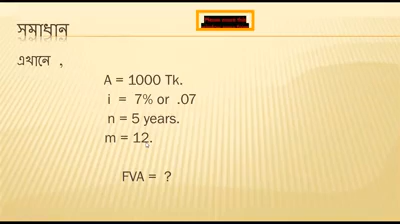 সমাধান
এখানে ,
A = 1000 Tk.
i = 7% or .07
n = 5 years.
m = 12.
FVA = ?